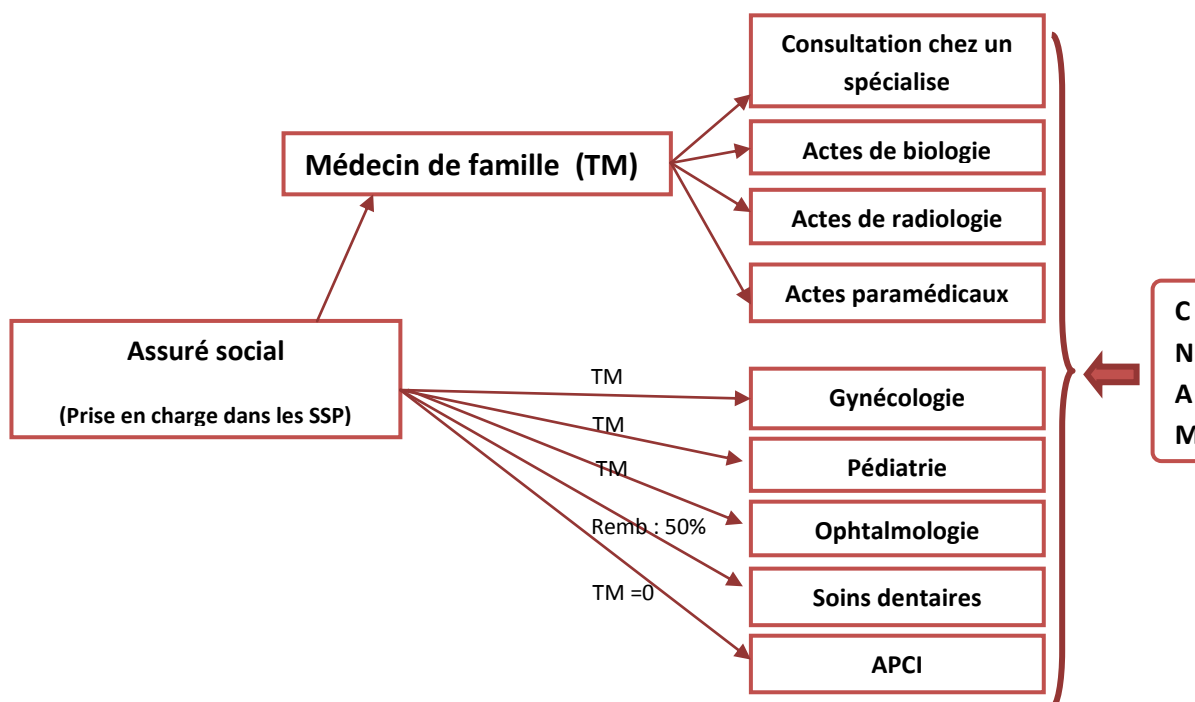 Consultation chez un
spécialise
Médecin de famille (TM)
Actes de biologie
Actes de radiologie
Actes paramédicaux
Assuré social
(Prise en charge dans les SSP)
TM
Gynécologie
TM
Pédiatrie
TM
Ophtalmologie
Remb : 50%
Soins dentaires
TM =0
APCI
C
N
A
M